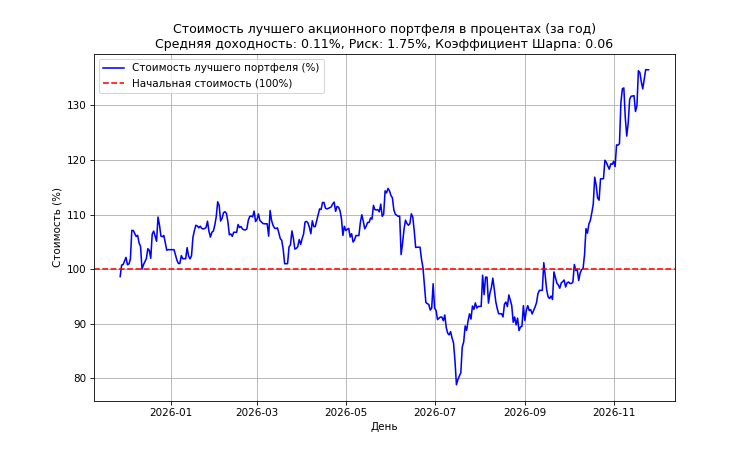 Стоимость лучшего акционного портфеля в процентах (за год)
Средняя доходность: 0.11%, Риск: 1.75%, Коэффициент Шарпа: 0.06
Стоимость лучшего портфеля (%)
Начальная стоимость (100%)
Стоимость (%)
130
120
110
100
90
80
2026-01 2026-03 2026-05 2026-07 2026-09 2026-11
День